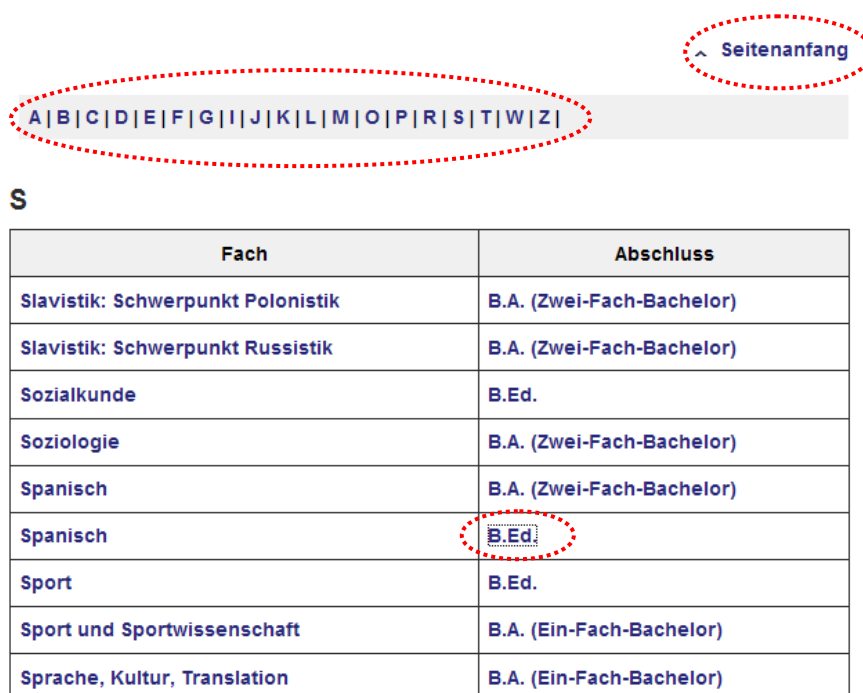 ^ Seitenanfang
A | B | C | D | E | F | G | I | J | K | L | M | O | P | R | S | T | W | Z |
S
Fach Abschluss
Slavistik: Schwerpunkt Polonistik B.A. (Zwei-Fach-Bachelor)
Slavistik: Schwerpunkt Russistik B.A. (Zwei-Fach-Bachelor)
Sozialkunde B.Ed.
Soziologie B.A. (Zwei-Fach-Bachelor)
Spanisch B.A. (Zwei-Fach-Bachelor)
Spanisch B.Ed.
Sport B.Ed.
Sport und Sportwissenschaft B.A. (Ein-Fach-Bachelor)
Sprache, Kultur, Translation B.A. (Ein-Fach-Bachelor)